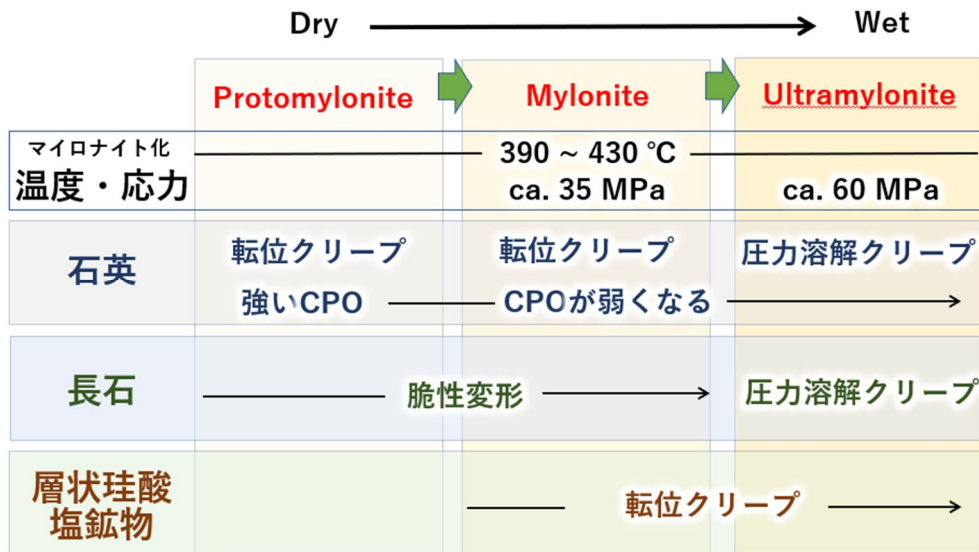 Dry Wet
Protomylonite Mylonite Ultramylonite
マイロナイト化
温度・応力
390 ~ 430 ℃
ca. 35 MPa ca. 60 MPa
石英
転位クリープ 転位クリープ 圧力溶解クリープ
強いCPO CPOが弱くなる
長石 脆性変形 圧力溶解クリープ
層状珪酸
塩鉱物
転位クリープ